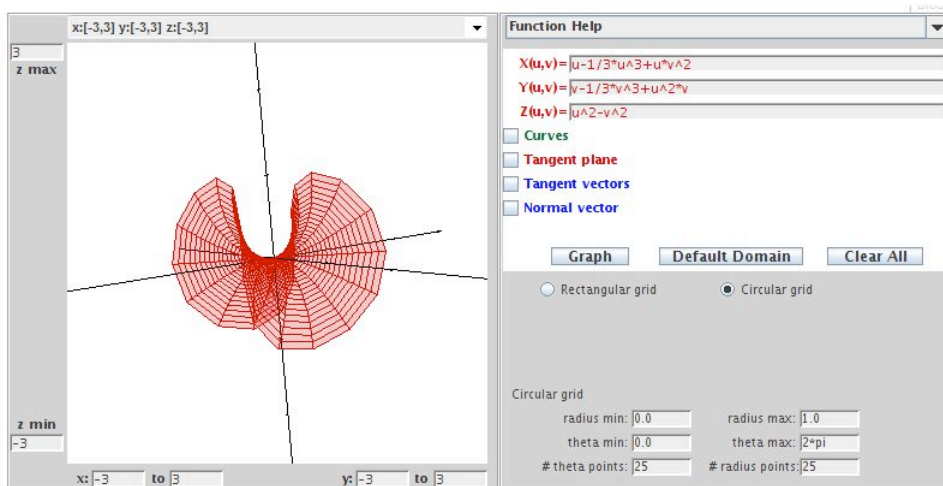 x:[-3,3] y:[-3,3] z:[-3,3]
3
z max
z min
-3
x: -3 to 3 y: -3 to 3
Function Help
X(u,v)= u-1/3*u^3+u*v^2
Y(u,v)= v-1/3*v^3+u^2*v
Z(u,v)= u^2-v^2
Curves
Tangent plane
Tangent vectors
Normal vector
Graph Default Domain Clear All
Rectangular grid Circular grid
Circular grid
radius min: 0.0 radius max: 1.0
theta min: 0.0 theta max: 2*pi
# theta points: 25 # radius points: 25